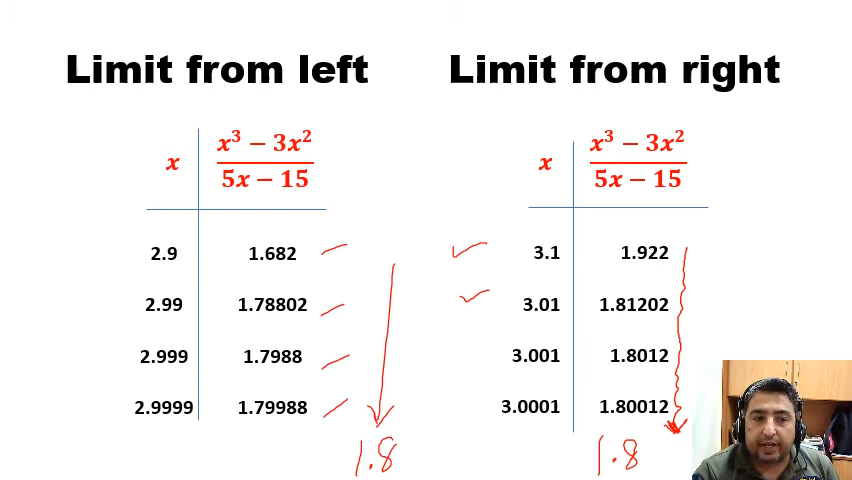 Limit from left
x
x³ − 3x²
5x − 15
2.9 1.682
2.99 1.78802
2.999 1.7988
2.9999 1.79988
1.8
Limit from right
x
x³ − 3x²
5x − 15
3.1 1.922
3.01 1.81202
3.001 1.8012
3.0001 1.80012
1.8